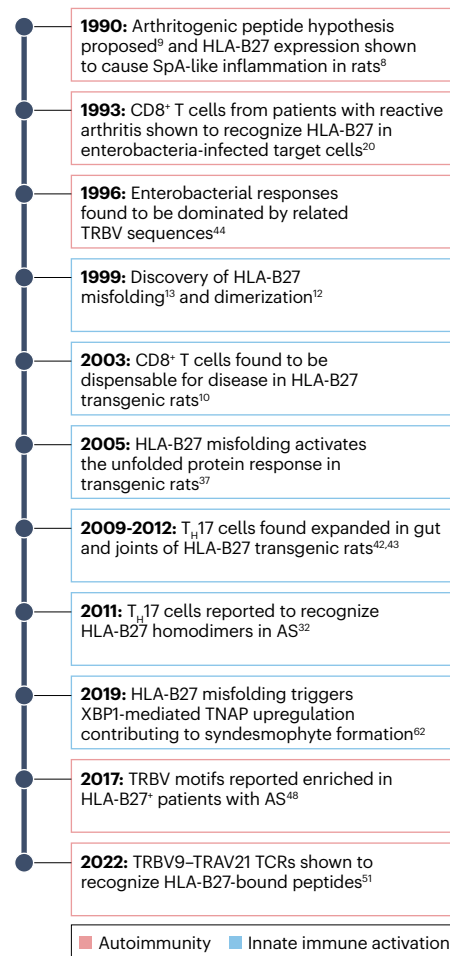 1990: Arthritogenic peptide hypothesis
proposed⁹ and HLA-B27 expression shown
to cause SpA-like inflammation in rats⁸
1993: CD8⁺ T cells from patients with reactive
arthritis shown to recognize HLA-B27 in
enterobacteria-infected target cells²⁰
1996: Enterobacterial responses
found to be dominated by related
TRBV sequences⁴⁴
1999: Discovery of HLA-B27
misfolding¹³ and dimerization¹²
2003: CD8⁺ T cells found to be
dispensable for disease in HLA-B27
transgenic rats¹⁰
2005: HLA-B27 misfolding activates
the unfolded protein response in
transgenic rats³⁷
2009-2012: T_H17 cells found expanded in gut
and joints of HLA-B27 transgenic rats⁴²,⁴³
2011: T_H17 cells reported to recognize
HLA-B27 homodimers in AS³²
2019: HLA-B27 misfolding triggers
XBP1-mediated TNAP upregulation
contributing to syndesmophyte formation⁶²
2017: TRBV motifs reported enriched in
HLA-B27⁺ patients with AS⁴⁸
2022: TRBV9–TRAV21 TCRs shown to
recognize HLA-B27-bound peptides⁵¹
Autoimmunity Innate immune activation